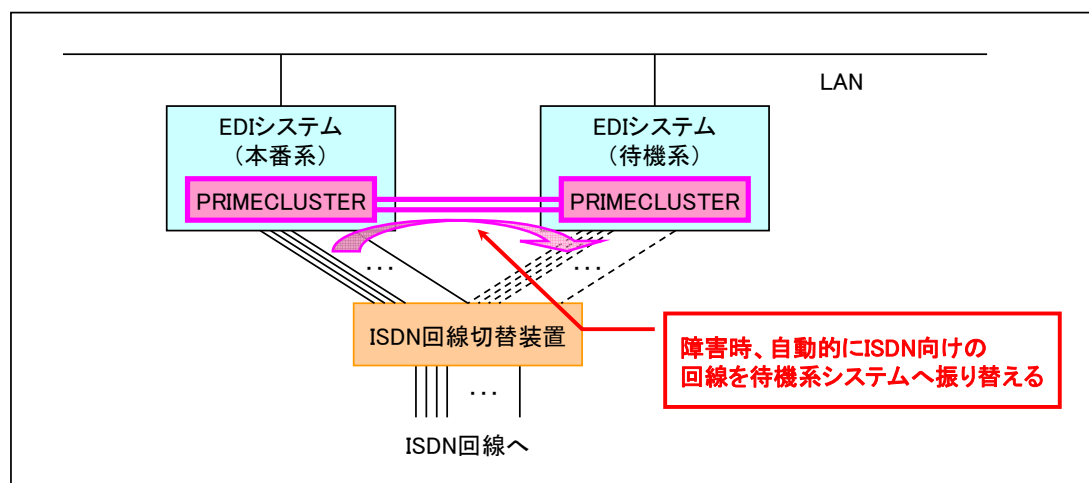 LAN
EDIシステム
（本番系）
PRIMECLUSTER
EDIシステム
（待機系）
PRIMECLUSTER
...
...
ISDN回線切替装置
障害時、自動的にISDN向けの
回線を待機系システムへ振り替える
...
ISDN回線へ